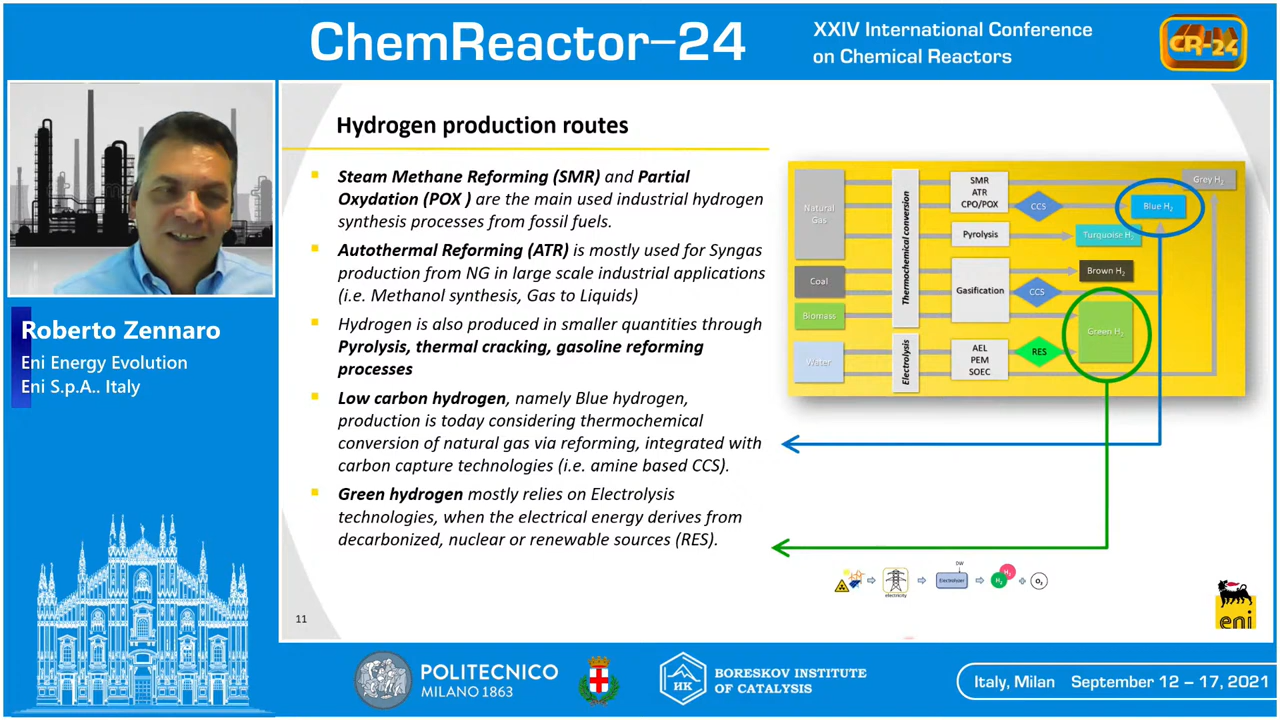 ChemReactor-24
XXIV International Conference
on Chemical Reactors
CR-24
Roberto Zennaro
Eni Energy Evolution
Eni S.p.A.. Italy
Hydrogen production routes
Steam Methane Reforming (SMR) and Partial
Oxydation (POX ) are the main used industrial hydrogen
synthesis processes from fossil fuels.
Autothermal Reforming (ATR) is mostly used for Syngas
production from NG in large scale industrial applications
(i.e. Methanol synthesis, Gas to Liquids)
Hydrogen is also produced in smaller quantities through
Pyrolysis, thermal cracking, gasoline reforming
processes
Low carbon hydrogen, namely Blue hydrogen,
production is today considering thermochemical
conversion of natural gas via reforming, integrated with
carbon capture technologies (i.e. amine based CCS).
Green hydrogen mostly relies on Electrolysis
technologies, when the electrical energy derives from
decarbonized, nuclear or renewable sources (RES).
11
Natural
Gas
Coal
Biomass
Water
Thermochemical conversion
Electrolysis
SMR
ATR
CPO/POX
Pyrolysis
Gasification
AEL
PEM
SOEC
CCS
CCS
RES
Grey H2
Blue H2
Turquoise H2
Brown H2
Green H2
electricity
DW
Electrolizer
H2
H2
+
O2
eni
POLITECNICO
MILANO 1863
HK
BORESKOV INSTITUTE
OF CATALYSIS
Italy, Milan September 12 – 17, 2021